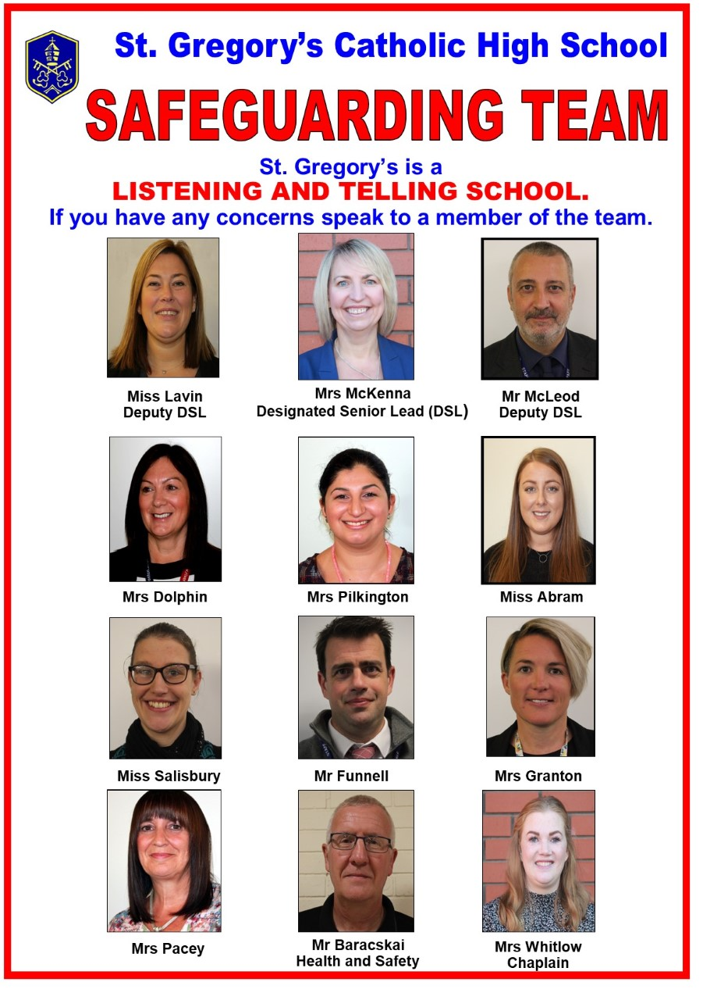 St. Gregory's Catholic High School
SAFEGUARDING TEAM
St. Gregory's is a
LISTENING AND TELLING SCHOOL.
If you have any concerns speak to a member of the team.
Miss Lavin
Deputy DSL
Mrs McKenna
Designated Senior Lead (DSL)
Mr McLeod
Deputy DSL
Mrs Dolphin
Mrs Pilkington
Miss Abram
Miss Salisbury
Mr Funnell
Mrs Granton
Mrs Pacey
Mr Baracskai
Health and Safety
Mrs Whitlow
Chaplain